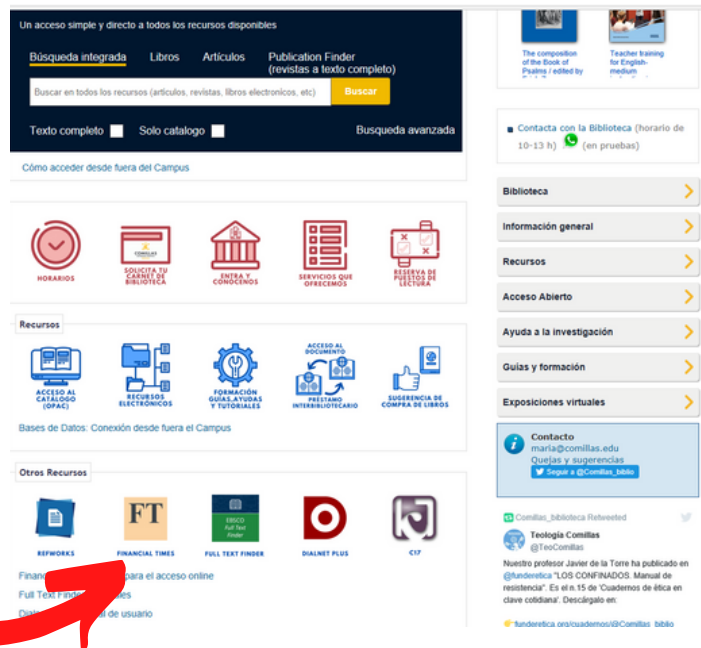 Un acceso simple y directo a todos los recursos disponibles
Búsqueda integrada
Libros
Artículos
Publication Finder
(revistas a texto completo)
Buscar en todos los recursos (articulos, revistas, libros electronicos, etc)
Buscar
Texto completo
Solo catalogo
Busqueda avanzada
Cómo acceder desde fuera del Campus
HORARIOS
COMILLAS
SOLICITA TU
CARNET DE
BIBLIOTECA
ENTRA Y
CONÓCENOS
SERVICIOS QUE
OFRECEMOS
RESERVA DE
PUESTOS DE
LECTURA
Recursos
ACCESO AL
CATÁLOGO
(OPAC)
RECURSOS
ELECTRÓNICOS
FORMACIÓN
GUÍAS, AYUDAS
Y TUTORIALES
ACCESO AL
DOCUMENTO
PRÉSTAMO
INTERBIBLIOTECARIO
SUGERENCIA DE
COMPRA DE LIBROS
Bases de Datos: Conexión desde fuera el Campus
Otros Recursos
REFWORKS
FT
FINANCIAL TIMES
EBSCO
Full Text
Finder
FULL TEXT FINDER
DIALNET PLUS
C17
para el acceso online
Full Text
de usuario
The composition
of the Book of
Psalms / edited by
Teacher training
for English-
medium
Contacta con la Biblioteca (horario de
10-13 h) (en pruebas)
Biblioteca
Información general
Recursos
Acceso Abierto
Ayuda a la investigación
Guías y formación
Exposiciones virtuales
Contacto
maria@comillas.edu
Quejas y sugerencias
Seguir a @Comillas_biblio
Comillas_biblioteca Retweeted
Teología Comillas
@TeoComillas
Nuestro profesor Javier de la Torre ha publicado en
@funderetica "LOS CONFINADOS. Manual de
resistencia". Es el n.15 de 'Cuadernos de ética en
clave cotidiana'. Descárgalo en:
funderetica.org/cuadernos/@Comillas_biblio